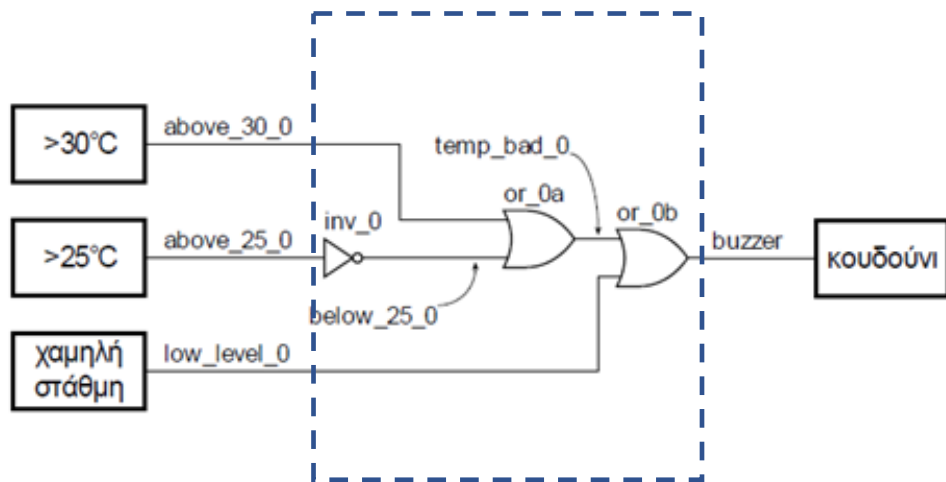 >30°C
above_30_0
temp_bad_0
or_0a
or_0b
inv_0
>25°C
above_25_0
buzzer
κουδούνι
below_25_0
χαμηλή
στάθμη
low_level_0